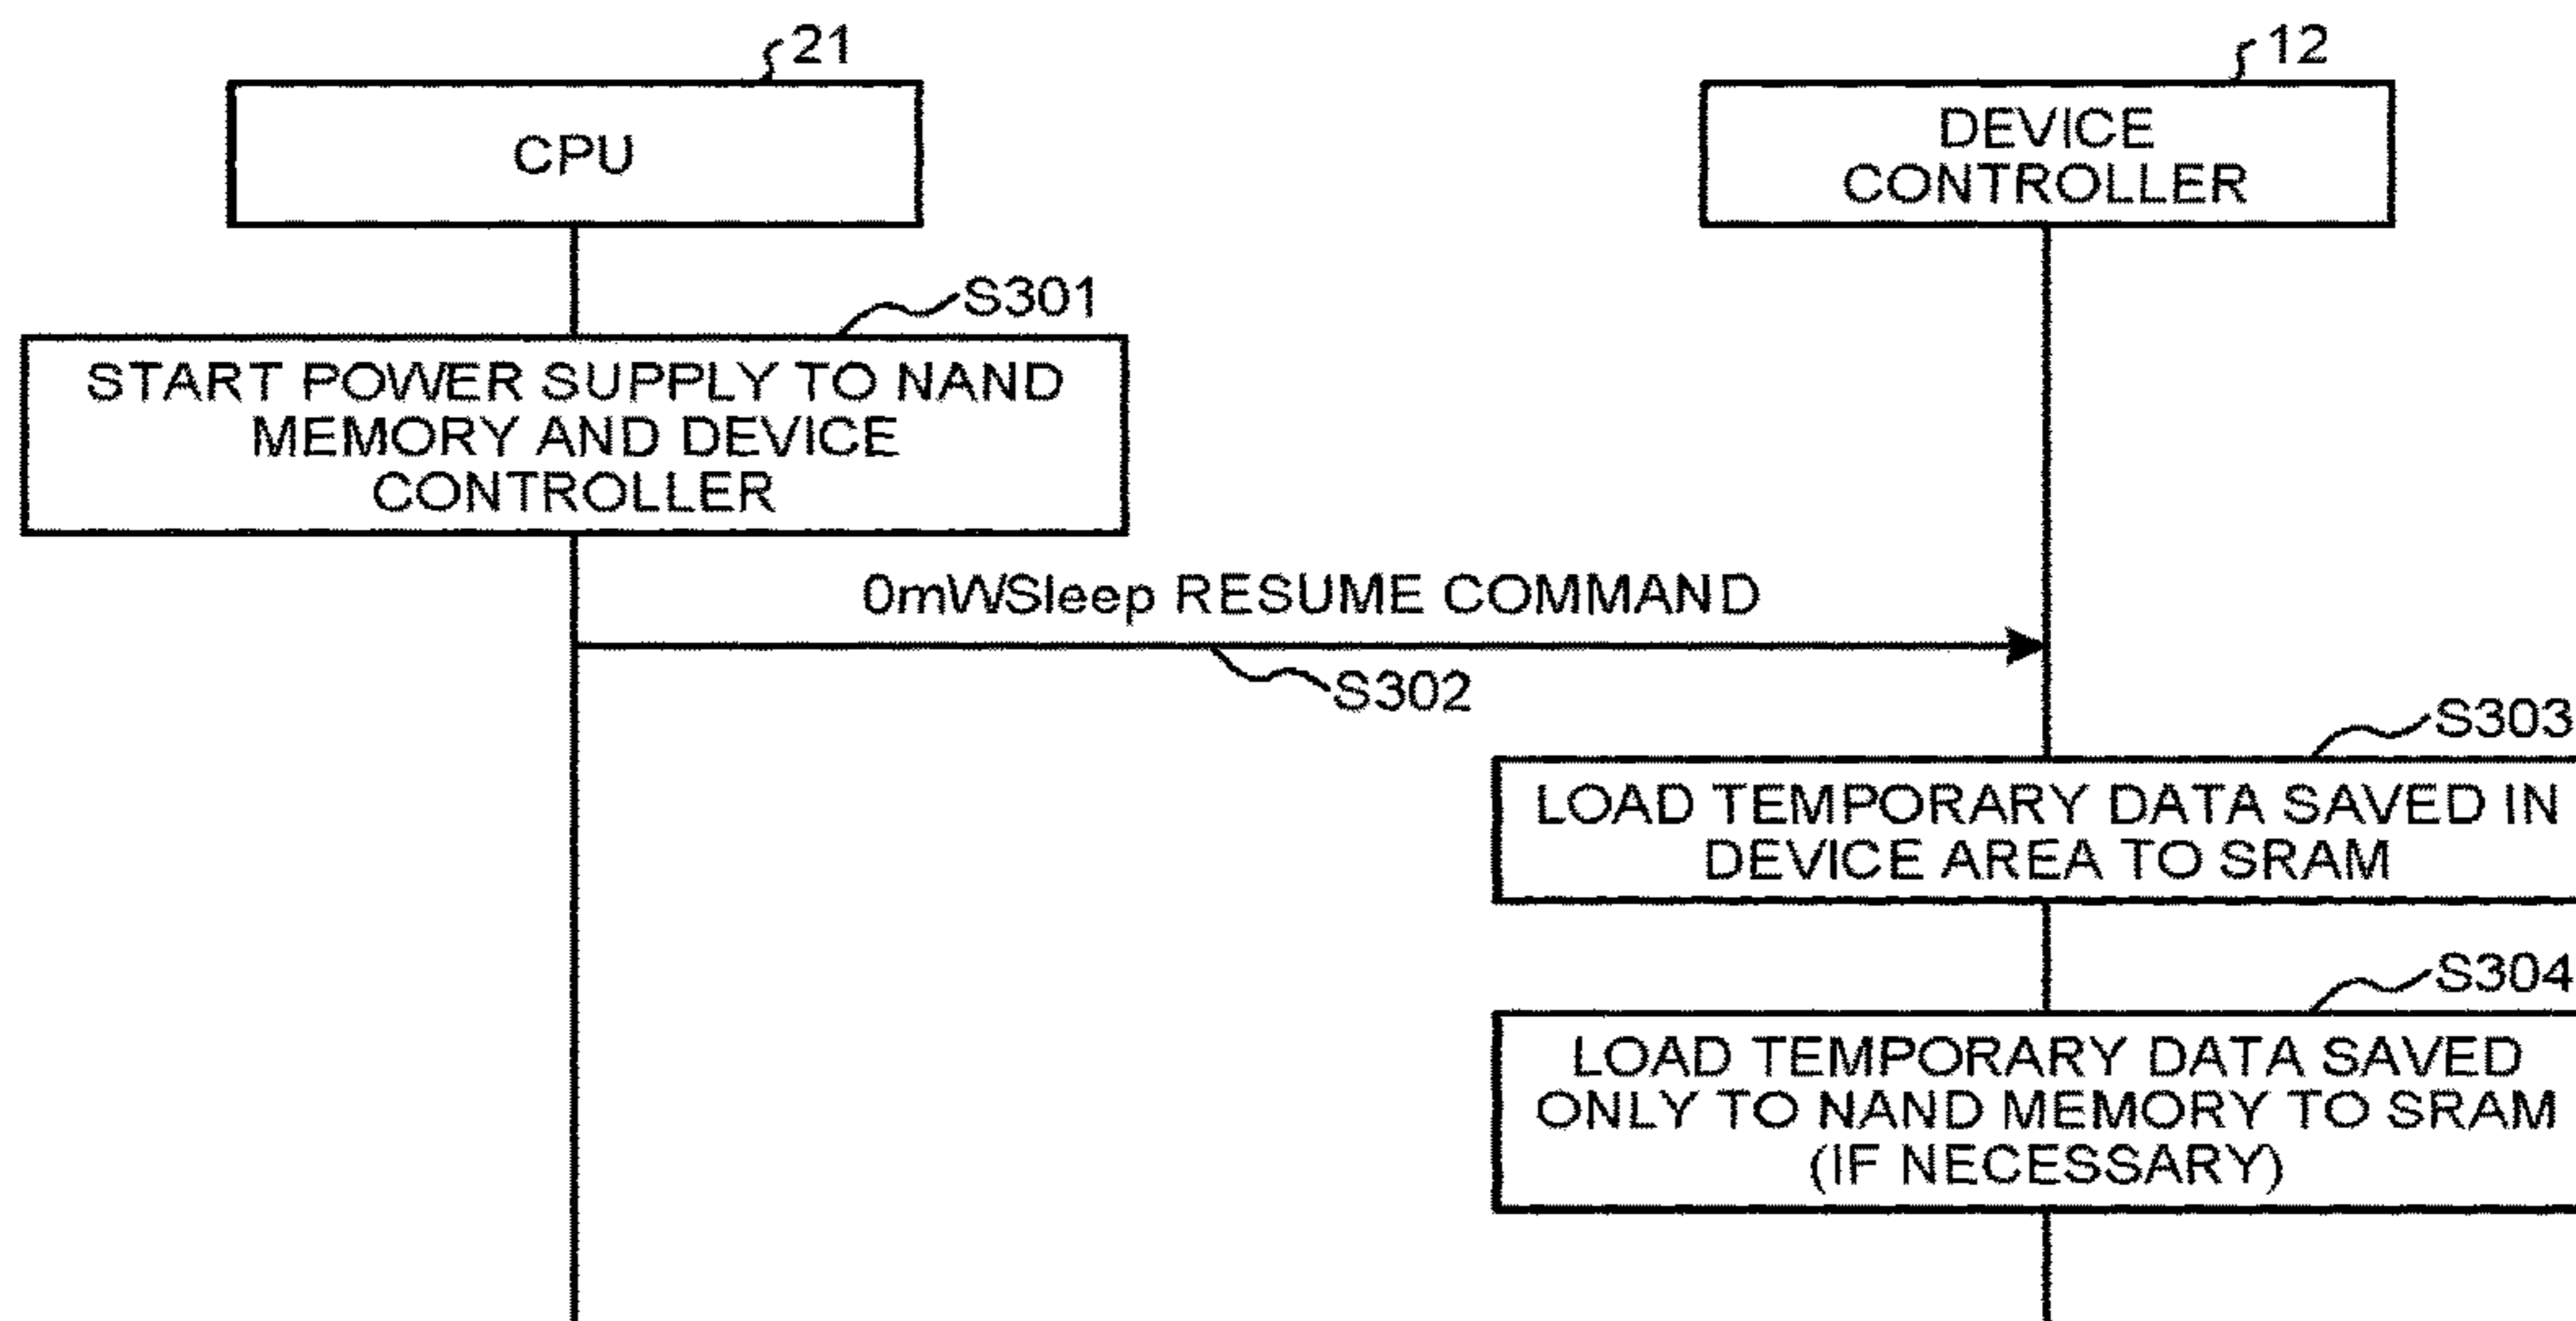 21
12
CPU
DEVICE
CONTROLLER
S301
START POWER SUPPLY TO NAND
MEMORY AND DEVICE
CONTROLLER
0mWSleep RESUME COMMAND
S302
S303
LOAD TEMPORARY DATA SAVED IN
DEVICE AREA TO SRAM
S304
LOAD TEMPORARY DATA SAVED
ONLY TO NAND MEMORY TO SRAM
(IF NECESSARY)